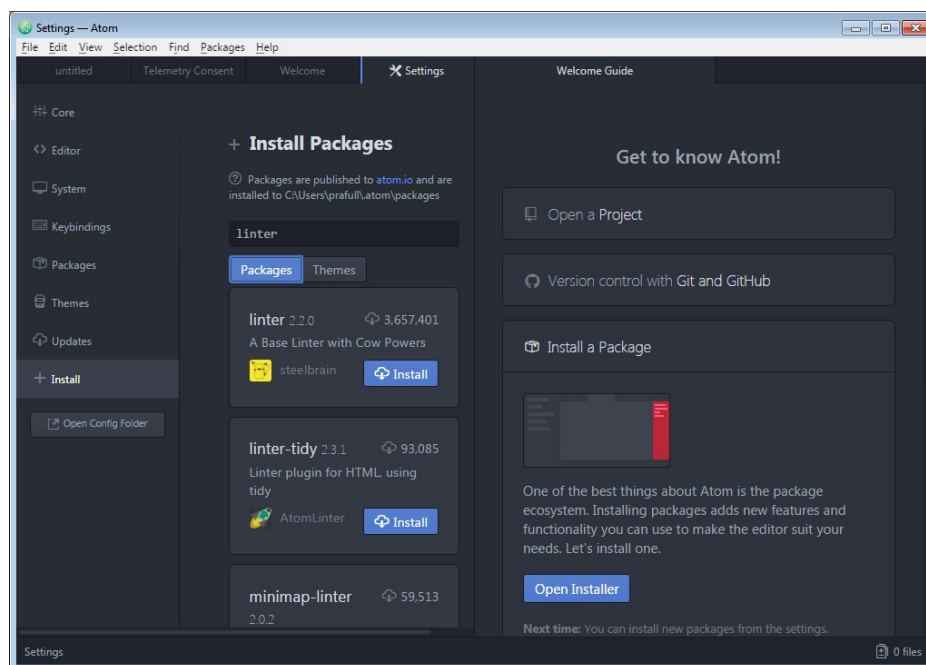 Settings — Atom
File Edit View Selection Find Packages Help
untitled
Telemetry Consent
Welcome
Settings
Welcome Guide
Core
Editor
System
Keybindings
Packages
Themes
Updates
Install
Open Config Folder
Install Packages
Packages are published to atom.io and are
installed to C:\Users\prafull\.atom\packages
linter
Packages
Themes
linter 2.2.0 3,657,401
A Base Linter with Cow Powers
steelbrain
Install
linter-tidy 2.3.1 93,085
Linter plugin for HTML, using
tidy
AtomLinter
Install
minimap-linter 59,513
2.0.2
Get to know Atom!
Open a Project
Version control with Git and GitHub
Install a Package
One of the best things about Atom is the package
ecosystem. Installing packages adds new features and
functionality you can use to make the editor suit your
needs. Let's install one.
Open Installer
Next time: You can install new packages from the settings.
Settings
0 files